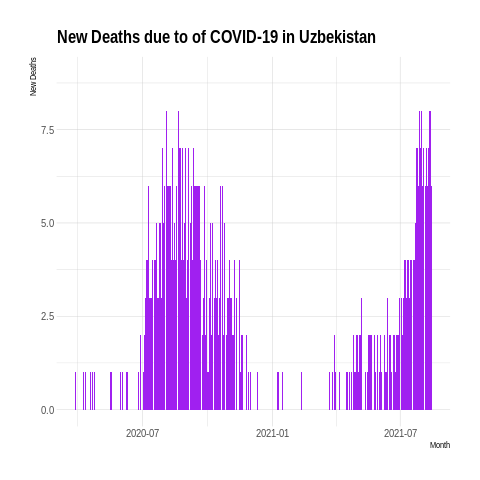 New Deaths due to of COVID-19 in Uzbekistan
New Deaths
7.5
5.0
2.5
0.0
2020-07
2021-01
2021-07
Month